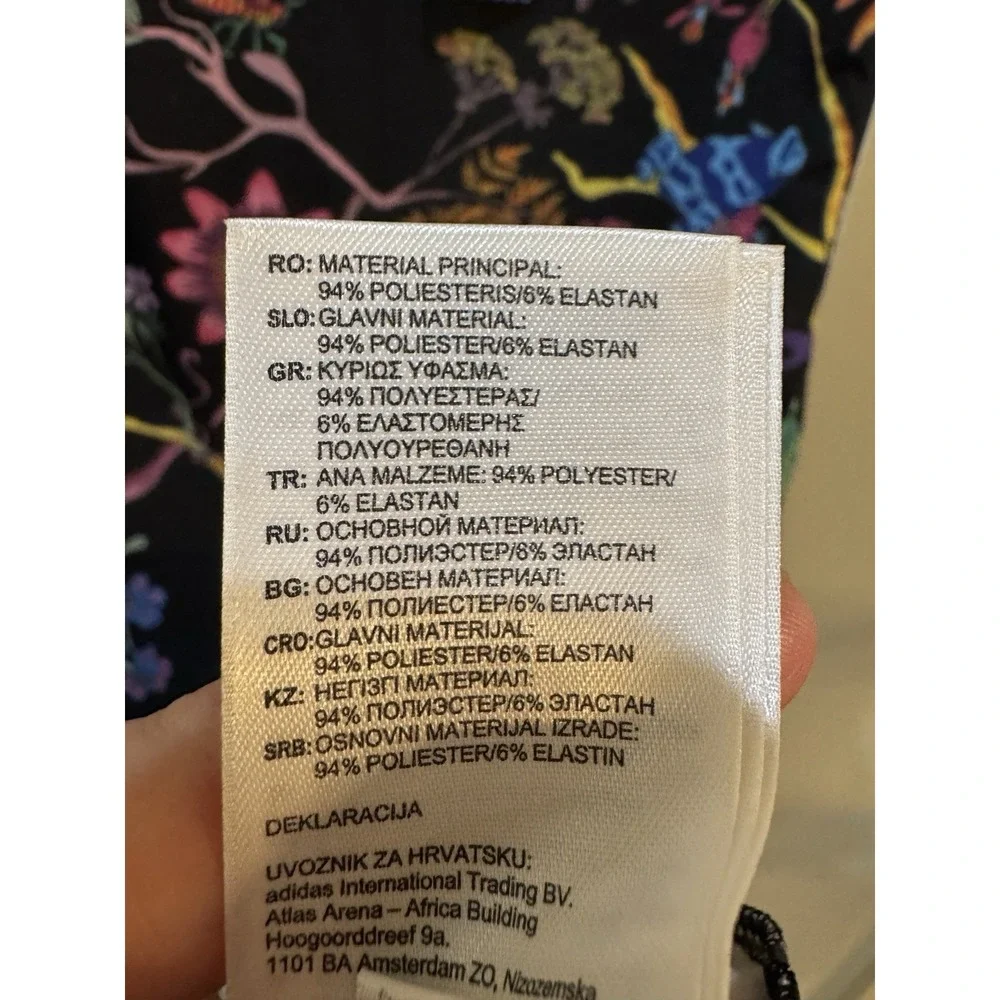 RO: MATERIAL PRINCIPAL:
94% POLIESTERIS/6% ELASTAN
SLO: GLAVNI MATERIAL:
94% POLIESTER/6% ELASTAN
GR: ΚΥΡΙΩΣ ΥΦΑΣΜΑ:
94% ΠΟΛΥΕΣΤΕΡΑΣ/
6% ΕΛΑΣΤΟΜΕΡΗΣ
ΠΟΛΥΟΥΡΕΘΑΝΗ
TR: ANA MALZEME: 94% POLYESTER/
6% ELASTAN
RU: ОСНОВНОЙ МАТЕРИАЛ:
94% ПОЛИЭСТЕР/6% ЭЛАСТАН
BG: ОСНОВЕН МАТЕРИАЛ:
94% ПОЛИЕСТЕР/6% ЕЛАСТАН
CRO: GLAVNI MATERIJAL:
94% POLIESTER/6% ELASTAN
KZ: НЕГІЗГІ МАТЕРИАЛ:
94% ПОЛИЭСТЕР/6% ЭЛАСТАН
SRB: OSNOVNI MATERIJAL IZRADE:
94% POLIESTER/6% ELASTIN
DEKLARACIJA
UVOZNIK ZA HRVATSKU:
adidas International Trading BV.
Atlas Arena – Africa Building
Hoogoorddreef 9a.
1101 BA Amsterdam ZO, Nizozemska